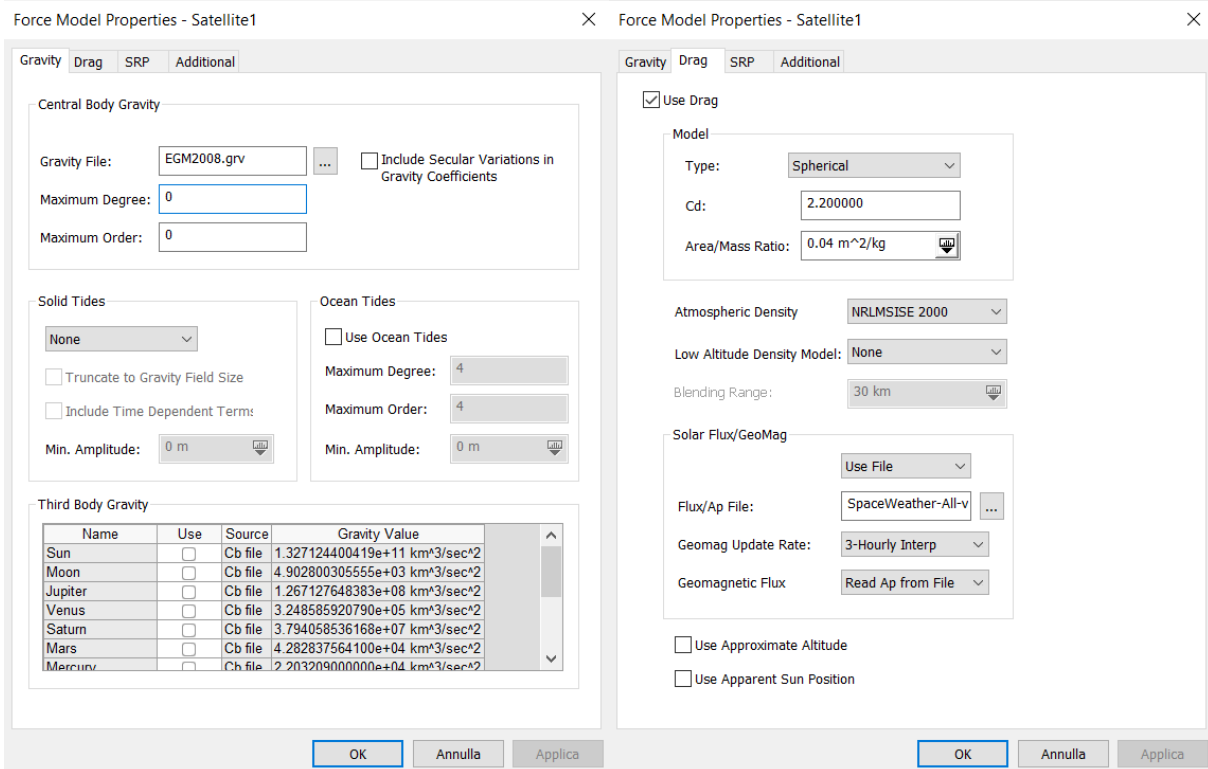 Force Model Properties - Satellite1
Gravity Drag SRP Additional
Central Body Gravity
Gravity File: EGM2008.grv ... Include Secular Variations in
Gravity Coefficients
Maximum Degree: 0
Maximum Order: 0
Solid Tides
None
Truncate to Gravity Field Size
Include Time Dependent Terms
Min. Amplitude: 0 m
Ocean Tides
Use Ocean Tides
Maximum Degree: 4
Maximum Order: 4
Min. Amplitude: 0 m
Third Body Gravity
Name Use Source Gravity Value
Sun Cb file 1.327124400419e+11 km^3/sec^2
Moon Cb file 4.902800305555e+03 km^3/sec^2
Jupiter Cb file 1.267127648383e+08 km^3/sec^2
Venus Cb file 3.248585920790e+05 km^3/sec^2
Saturn Cb file 3.794058536168e+07 km^3/sec^2
Mars Cb file 4.282837564100e+04 km^3/sec^2
Mercury Cb file 2.203209000000e+04 km^3/sec^2
OK Annulla Applica
Force Model Properties - Satellite1
Gravity Drag SRP Additional
Use Drag
Model
Type: Spherical
Cd: 2.200000
Area/Mass Ratio: 0.04 m^2/kg
Atmospheric Density NRLMSISE 2000
Low Altitude Density Model: None
Blending Range: 30 km
Solar Flux/GeoMag
Use File
Flux/Ap File: SpaceWeather-All-v ...
Geomag Update Rate: 3-Hourly Interp
Geomagnetic Flux Read Ap from File
Use Approximate Altitude
Use Apparent Sun Position
OK Annulla Applica